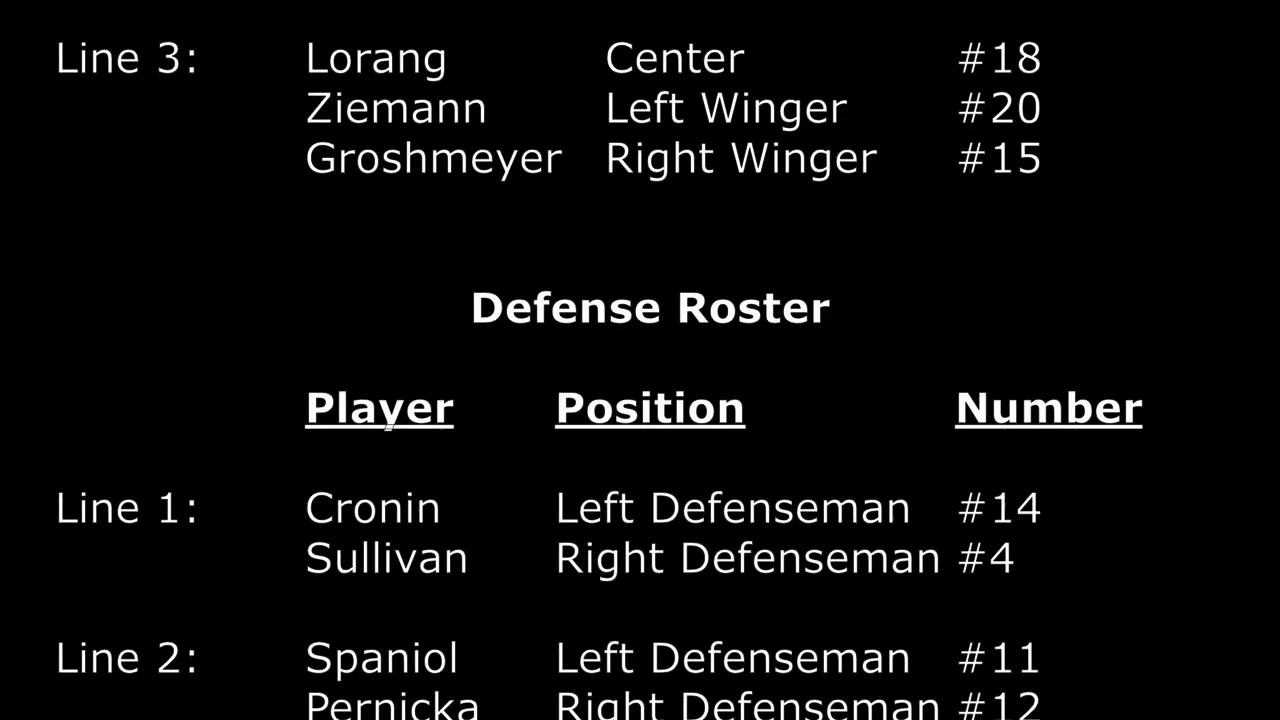 Line 3: Lorang Center #18
Ziemann Left Winger #20
Groshmeyer Right Winger #15
Defense Roster
Player Position Number
Line 1: Cronin Left Defenseman #14
Sullivan Right Defenseman #4
Line 2: Spaniol Left Defenseman #11
Pernicka Right Defenseman #12